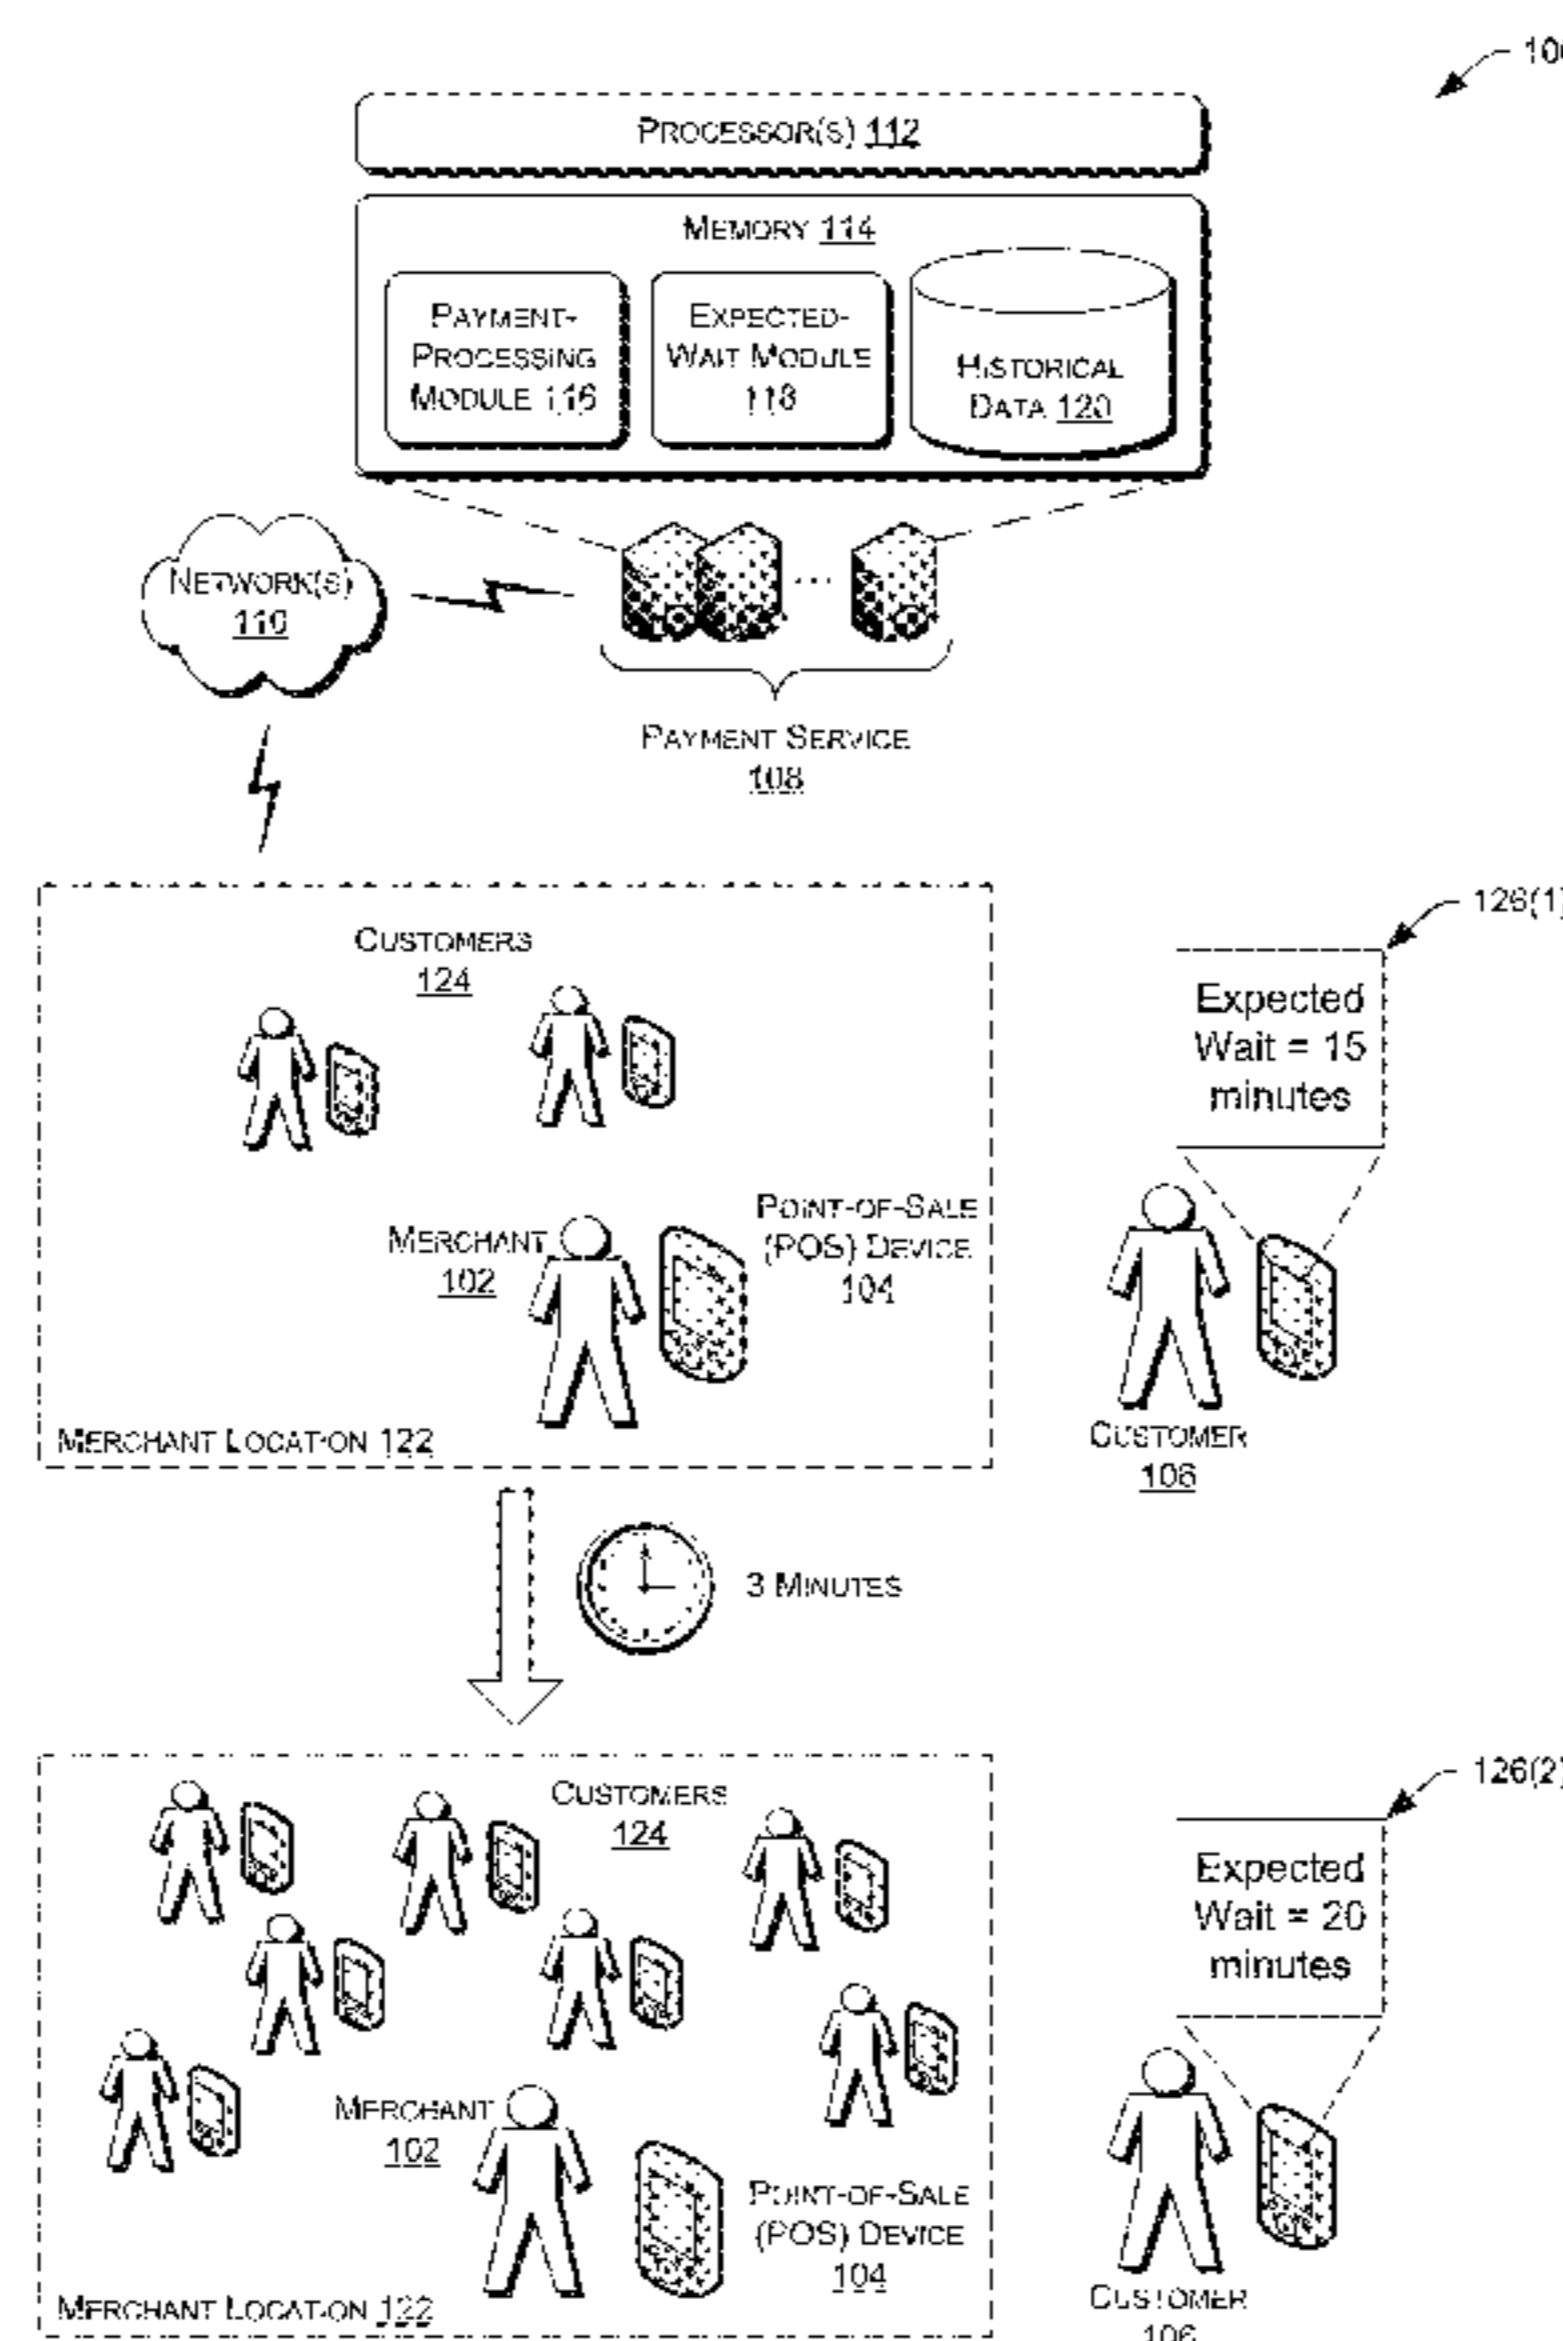 100
PROCESSOR(S) 112
MEMORY 114
PAYMENT-
PROCESSING
MODULE 116
EXPECTED-
WAIT MODULE
118
HISTORICAL
DATA 120
NETWORK(S)
110
PAYMENT SERVICE
108
CUSTOMERS
124
126(1)
Expected
Wait = 15
minutes
MERCHANT
102
POINT-OF-SALE
(POS) DEVICE
104
MERCHANT LOCATION 122
CUSTOMER
106
3 MINUTES
CUSTOMERS
124
126(2)
Expected
Wait = 20
minutes
MERCHANT
102
POINT-OF-SALE
(POS) DEVICE
104
MERCHANT LOCATION 122
CUSTOMER
106